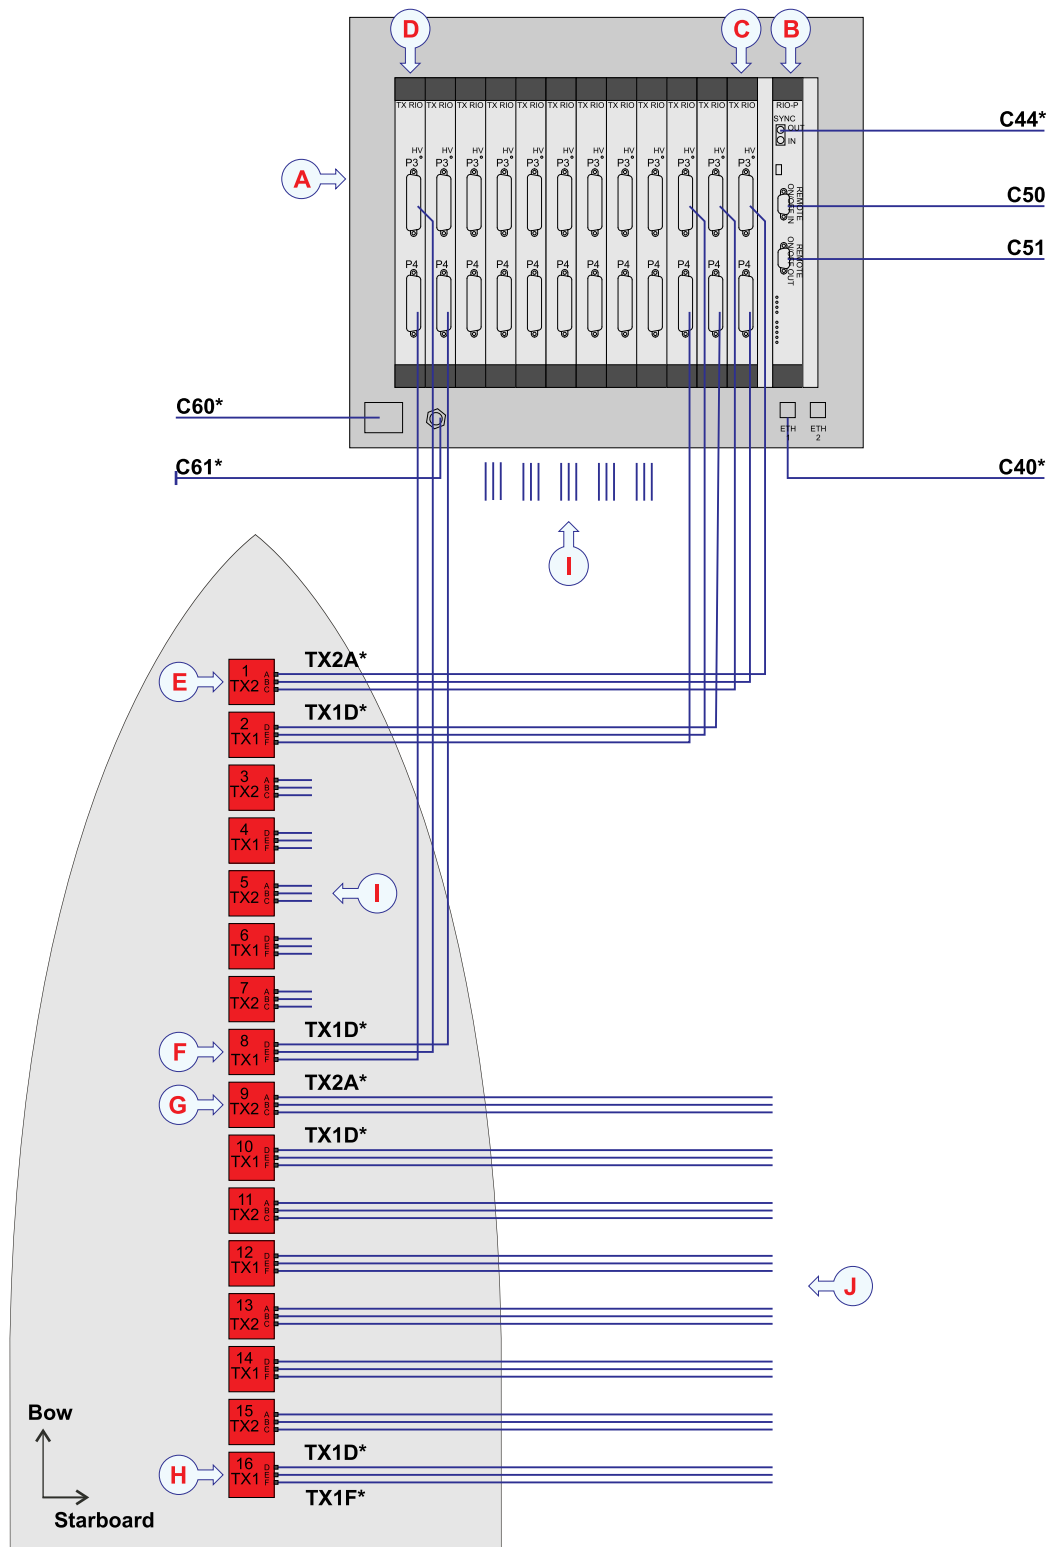 D C B
TX RIO TX RIO TX RIO TX RIO TX RIO TX RIO TX RIO TX RIO TX RIO TX RIO TX RIO TX RIO RIO-P
SYNC
OUT
IN
C44*
HV HV HV HV HV HV HV HV HV HV HV HV
P3 P3 P3 P3 P3 P3 P3 P3 P3 P3 P3 P3
A
REMOTE
ON/OFF IN
C50
REMOTE
ON/OFF OUT
C51
P4 P4 P4 P4 P4 P4 P4 P4 P4 P4 P4 P4
C60*
ETH
1
ETH
2
C61*
C40*
I
E
1
TX2
A
B
C
TX2A*
2
TX1
D
E
F
TX1D*
3
TX2
A
B
C
4
TX1
D
E
F
5
TX2
A
B
C
I
6
TX1
D
E
F
7
TX2
A
B
C
F
8
TX1
D
E
F
TX1D*
G
9
TX2
A
B
C
TX2A*
10
TX1
D
E
F
TX1D*
11
TX2
A
B
C
12
TX1
D
E
F
J
13
TX2
A
B
C
14
TX1
D
E
F
15
TX2
A
B
C
H
16
TX1
D
E
F
TX1D*
TX1F*
Bow
Starboard